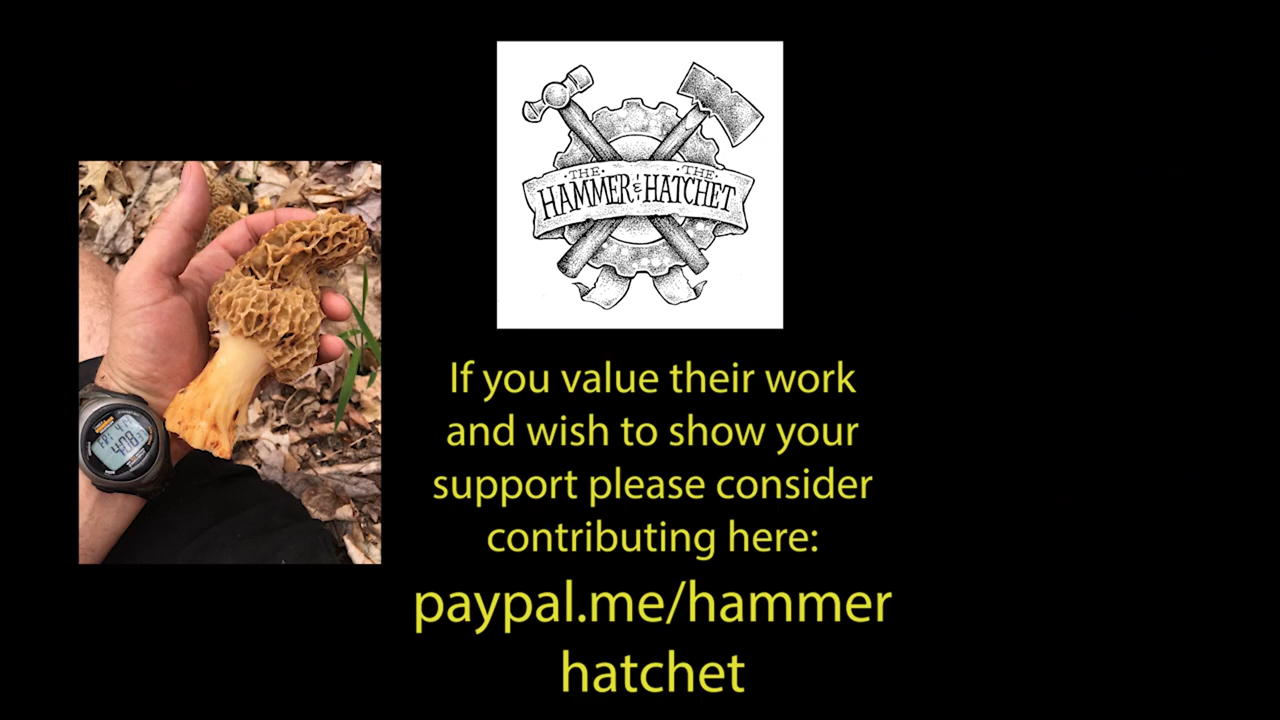 THE THE
HAMMER & HATCHET
If you value their work
and wish to show your
support please consider
contributing here:
paypal.me/hammer
hatchet